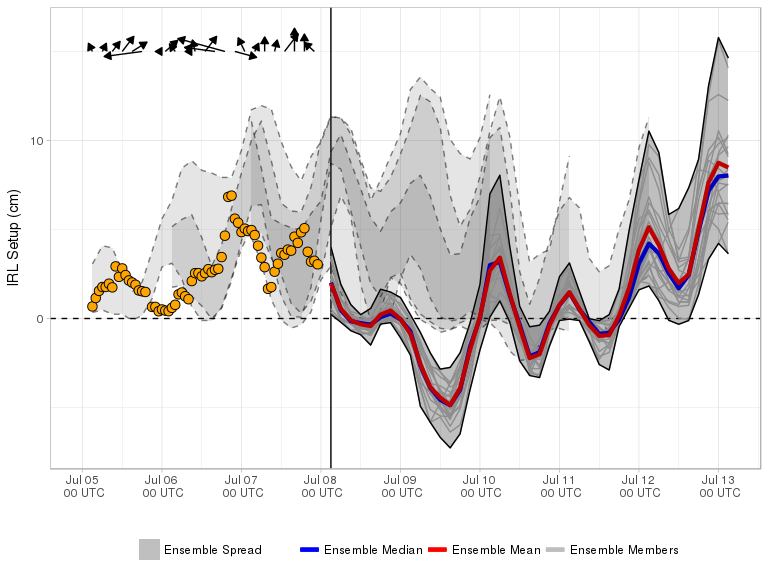 IRL Setup (cm)
10
0
Jul 05 Jul 06 Jul 07 Jul 08 Jul 09 Jul 10 Jul 11 Jul 12 Jul 13
00 UTC 00 UTC 00 UTC 00 UTC 00 UTC 00 UTC 00 UTC 00 UTC 00 UTC
Ensemble Spread Ensemble Median Ensemble Mean Ensemble Members